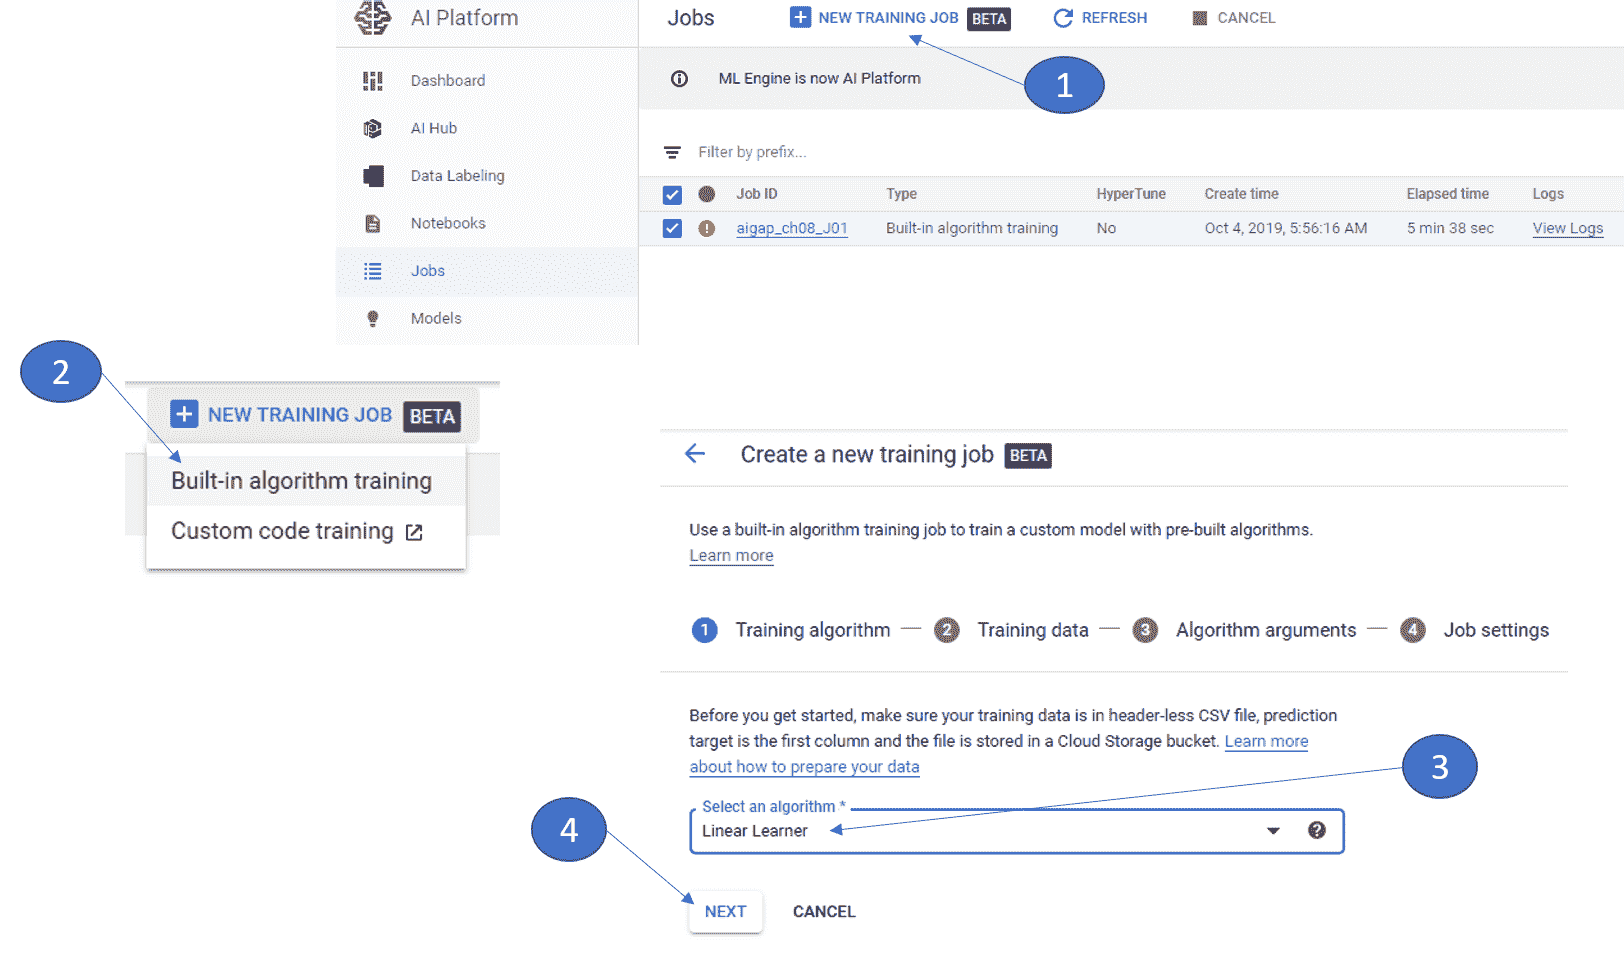 AI Platform
Dashboard
AI Hub
Data Labeling
Notebooks
Jobs
Models
Jobs
NEW TRAINING JOB BETA
REFRESH
CANCEL
1
ML Engine is now AI Platform
Filter by prefix...
Job ID Type HyperTune Create time Elapsed time Logs
aigap_ch08_J01 Built-in algorithm training No Oct 4, 2019, 5:56:16 AM 5 min 38 sec View Logs
2
NEW TRAINING JOB BETA
Built-in algorithm training
Custom code training
Create a new training job BETA
Use a built-in algorithm training job to train a custom model with pre-built algorithms.
Learn more
1 Training algorithm 2 Training data 3 Algorithm arguments 4 Job settings
Before you get started, make sure your training data is in header-less CSV file, prediction
target is the first column and the file is stored in a Cloud Storage bucket. Learn more
about how to prepare your data
3
Select an algorithm *
Linear Learner
4
NEXT
CANCEL